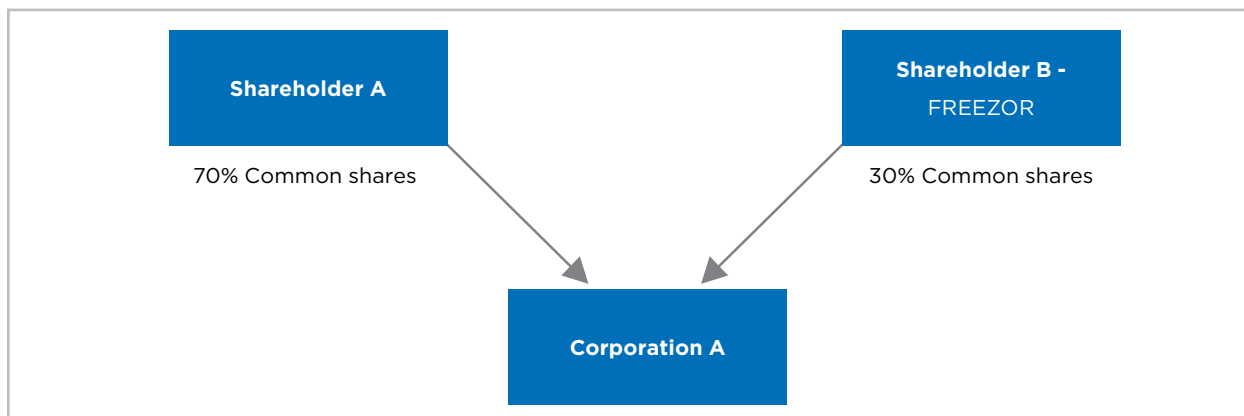 Shareholder A
Shareholder B -
FREEZOR
70% Common shares
30% Common shares
Corporation A